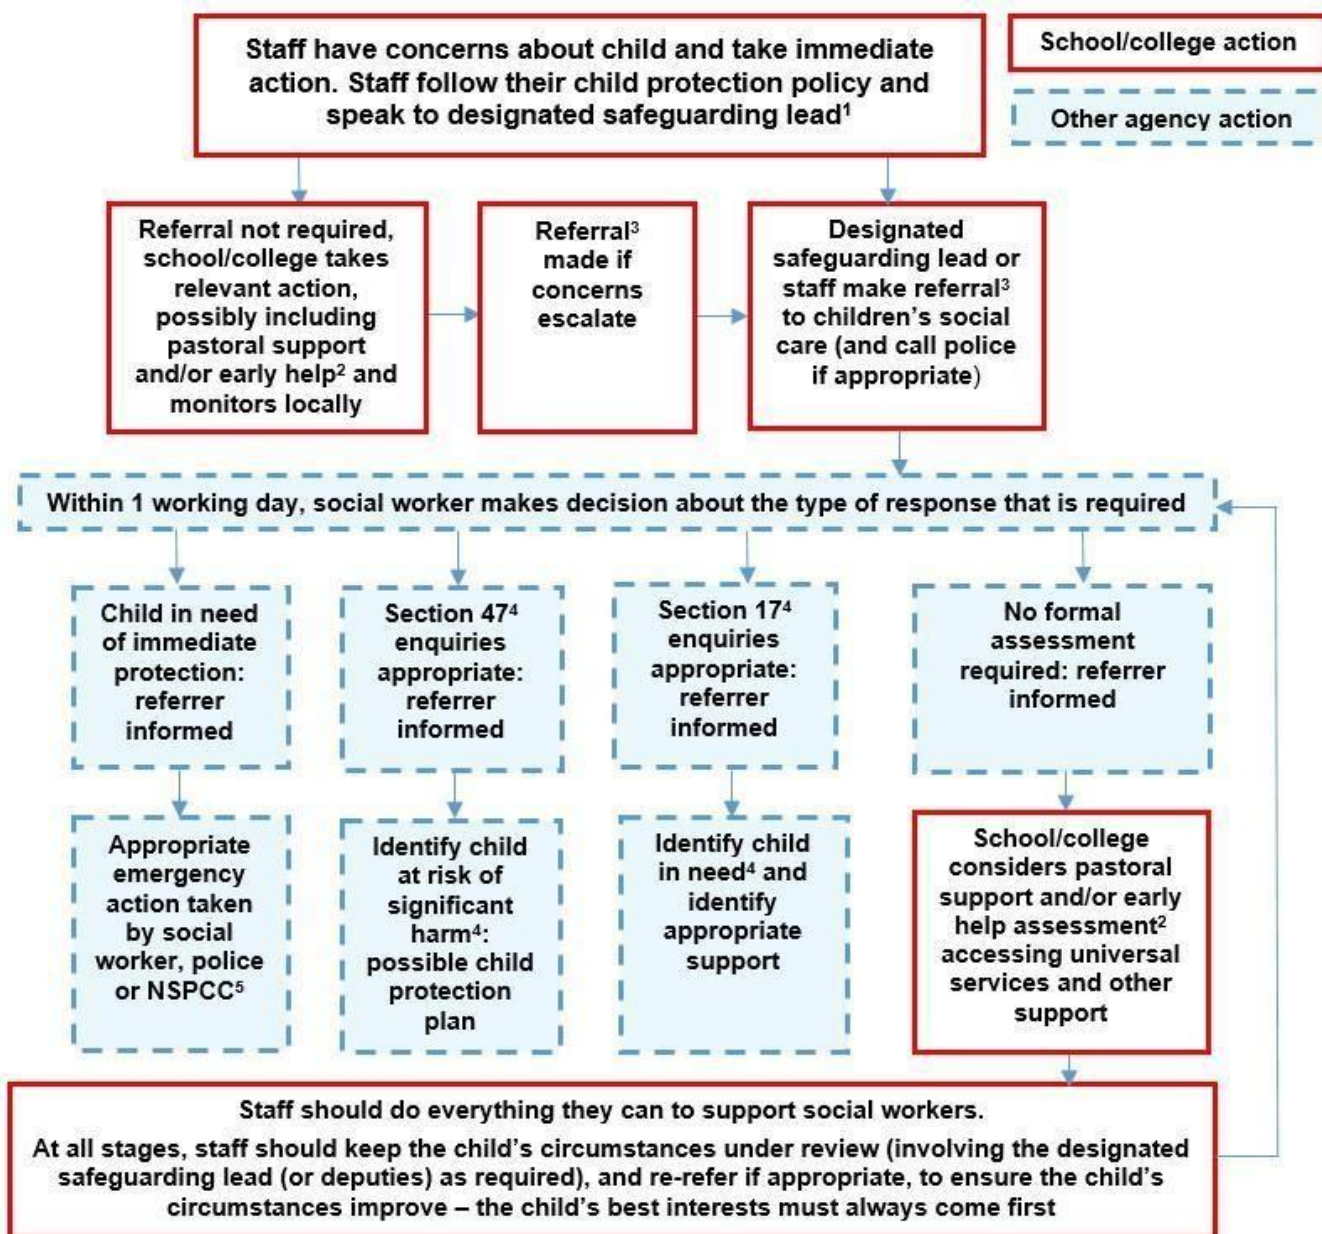 Staff have concerns about child and take immediate
action. Staff follow their child protection policy and
speak to designated safeguarding lead¹
School/college action
Other agency action
Referral not required,
school/college takes
relevant action,
possibly including
pastoral support
and/or early help² and
monitors locally
Referral³
made if
concerns
escalate
Designated
safeguarding lead or
staff make referral³
to children’s social
care (and call police
if appropriate)
Within 1 working day, social worker makes decision about the type of response that is required
Child in need
of immediate
protection:
referrer
informed
Section 47⁴
enquiries
appropriate:
referrer
informed
Section 17⁴
enquiries
appropriate:
referrer
informed
No formal
assessment
required: referrer
informed
Appropriate
emergency
action taken
by social
worker, police
or NSPCC⁵
Identify child
at risk of
significant
harm⁴:
possible child
protection
plan
Identify child
in need⁴ and
identify
appropriate
support
School/college
considers pastoral
support and/or early
help assessment²
accessing universal
services and other
support
Staff should do everything they can to support social workers.
At all stages, staff should keep the child’s circumstances under review (involving the designated
safeguarding lead (or deputies) as required), and re-refer if appropriate, to ensure the child’s
circumstances improve – the child’s best interests must always come first